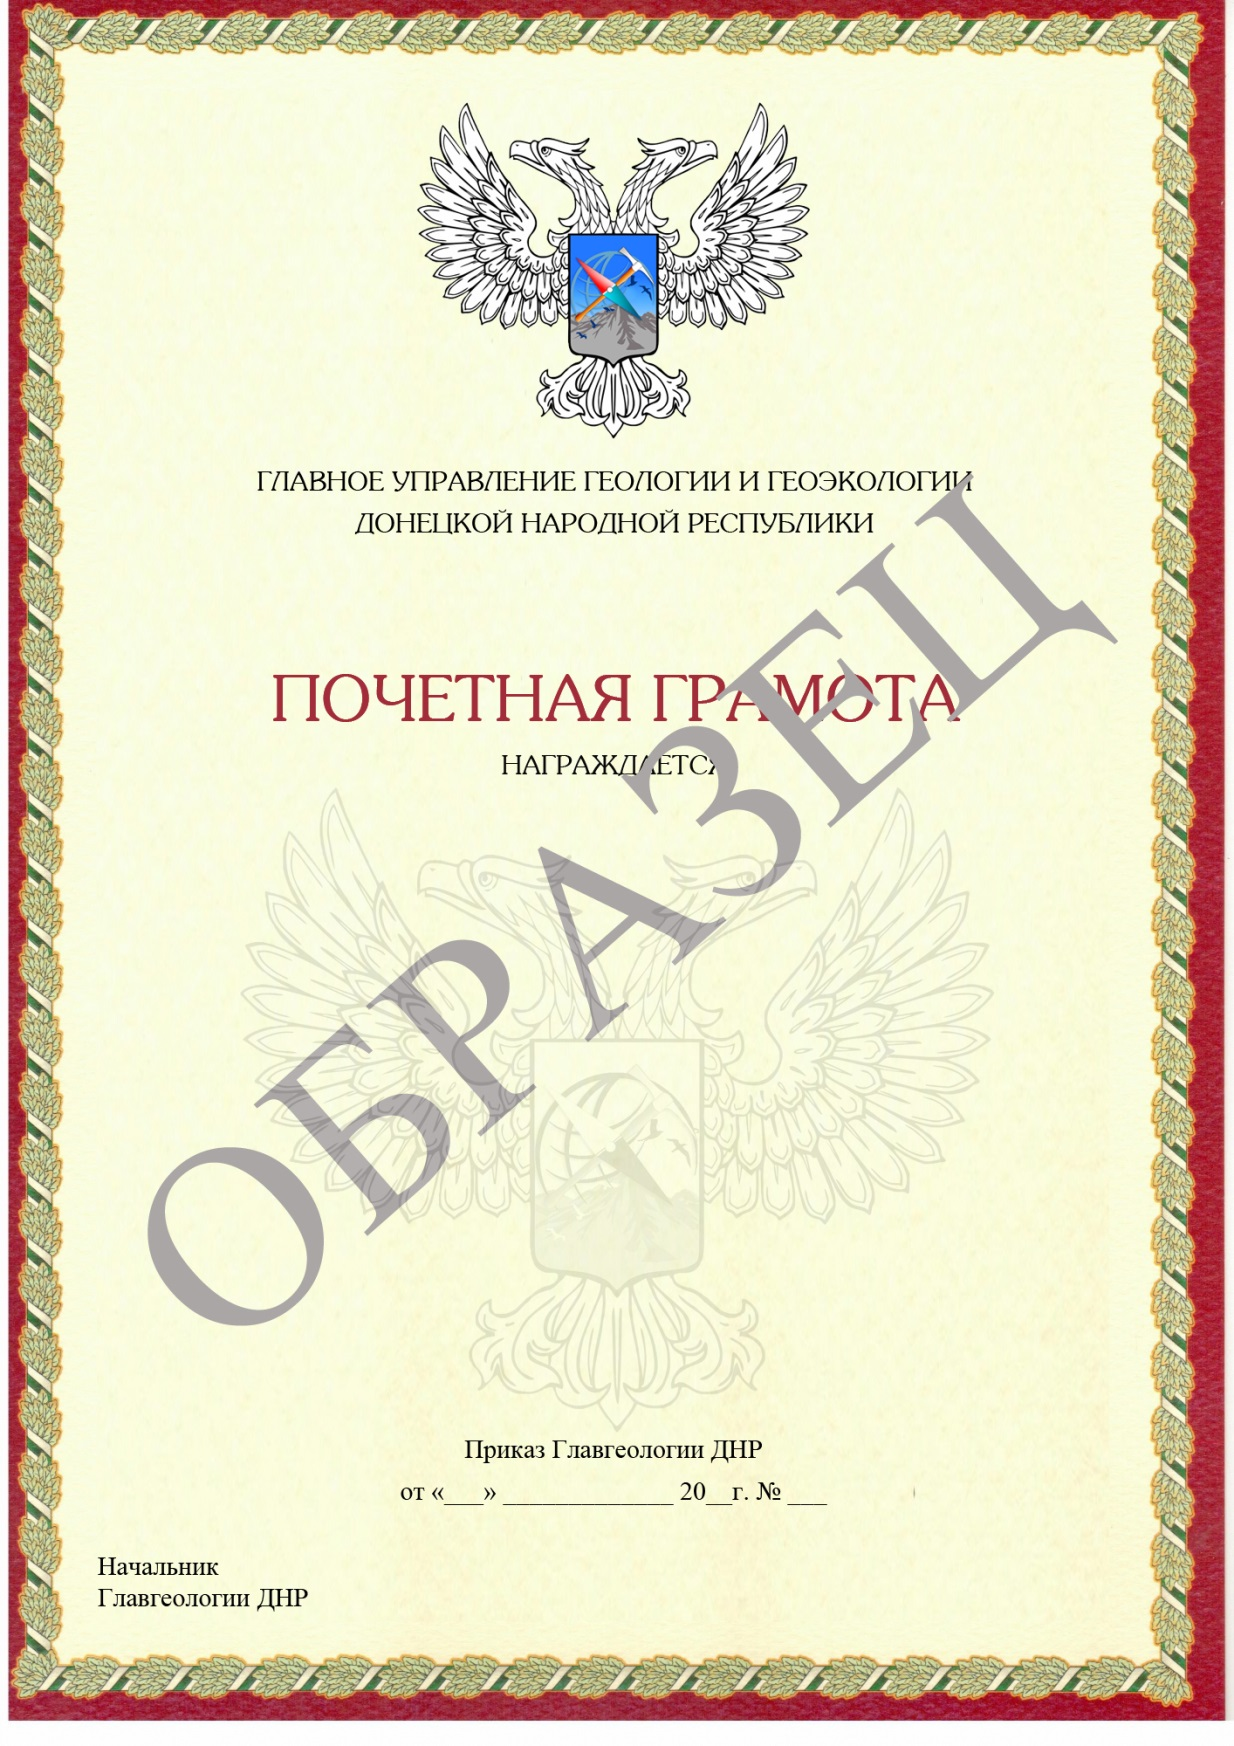 ГЛАВНОЕ УПРАВЛЕНИЕ ГЕОЛОГИИ И ГЕОЭКОЛОГИИ
ДОНЕЦКОЙ НАРОДНОЙ РЕСПУБЛИКИ
ПОЧЕТНАЯ ГРАМОТА
НАГРАЖДАЕТСЯ
ОБРАЗЕЦ
Приказ Главгеологии ДНР
от «___» _____________ 20__г. № ___
Начальник
Главгеологии ДНР